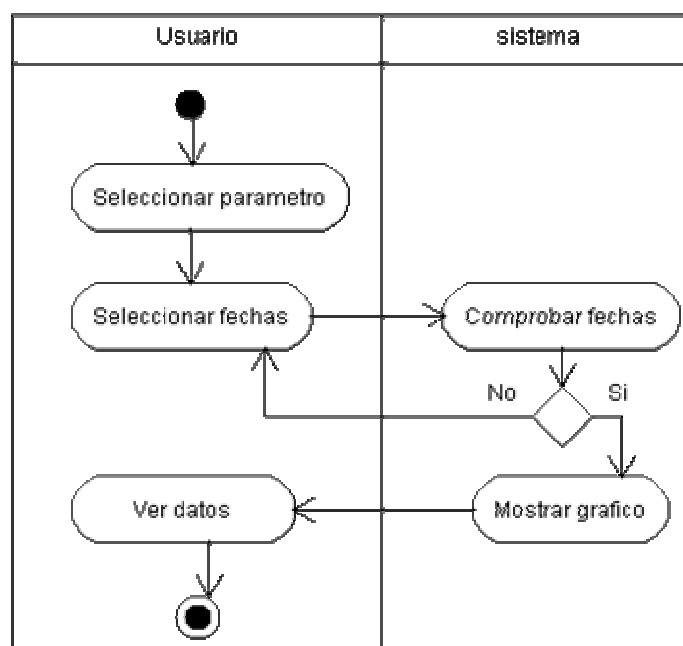 Usuario
sistema
Seleccionar parametro
Seleccionar fechas
Comprobar fechas
No
Si
Ver datos
Mostrar grafico